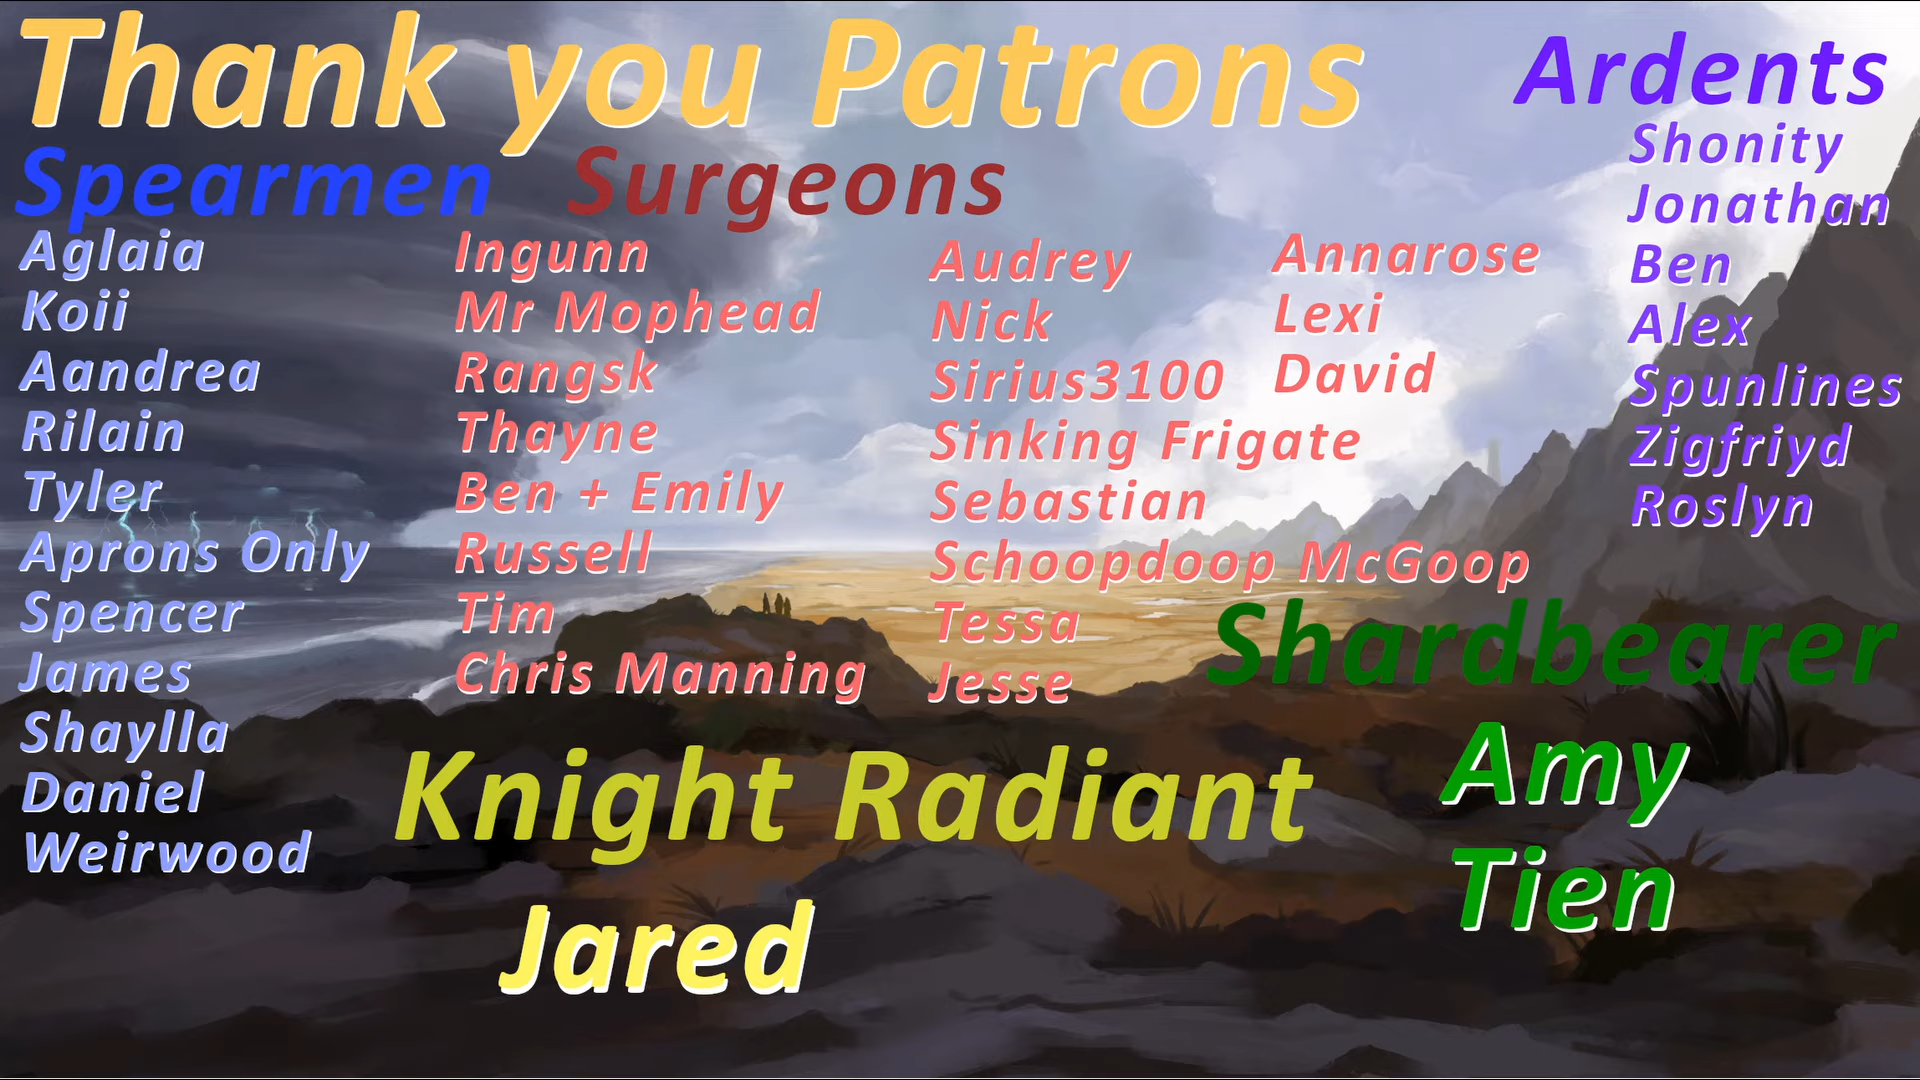 Thank you Patrons
Spearmen
Aglaia
Koii
Aandrea
Rilain
Tyler
Aprons Only
Spencer
James
Shaylla
Daniel
Weirwood
Surgeons
Ingunn
Mr Mophead
Rangsk
Thayne
Ben + Emily
Russell
Tim
Chris Manning
Audrey
Nick
Sirius3100
Sinking Frigate
Sebastian
Schoopdoop McGoop
Tessa
Jesse
Annarose
Lexi
David
Ardents
Shonity
Jonathan
Ben
Alex
Spunlines
Zigfriyd
Roslyn
Shardbearer
Amy
Tien
Knight Radiant
Jared